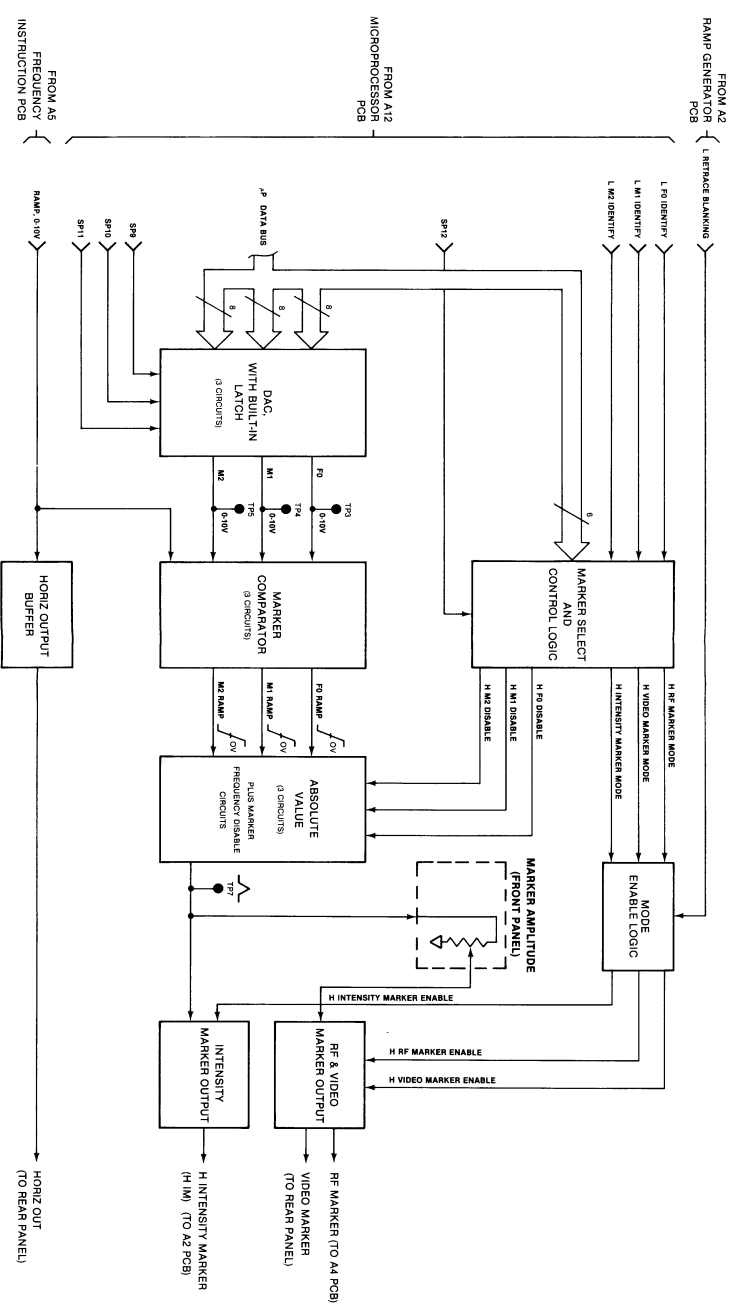 FROM A2
RAMP GENERATOR
PCB
L RETRACE BLANKING
FROM A12
MICROPROCESSOR
PCB
L F0 IDENTIFY
L M1 IDENTIFY
L M2 IDENTIFY
SP12
μP DATA BUS
SP9
SP10
SP11
FROM A5
FREQUENCY
INSTRUCTION PCB
RAMP, 0-10V
8
8
8
6
DAC,
WITH BUILT-IN
LATCH
(3 CIRCUITS)
F0
M1
M2
TP3
0-10V
TP4
0-10V
TP5
0-10V
MARKER SELECT
AND
CONTROL LOGIC
MARKER
COMPARATOR
(3 CIRCUITS)
HORIZ OUTPUT
BUFFER
H RF MARKER MODE
H VIDEO MARKER MODE
H INTENSITY MARKER MODE
H F0 DISABLE
H M1 DISABLE
H M2 DISABLE
F0 RAMP
+
OV
M1 RAMP
+
OV
M2 RAMP
+
OV
ABSOLUTE
VALUE
(3 CIRCUITS)
PLUS MARKER
FREQUENCY DISABLE
CIRCUITS
MODE
ENABLE LOGIC
MARKER AMPLITUDE
(FRONT PANEL)
TP7
H INTENSITY MARKER ENABLE
H RF MARKER ENABLE
H VIDEO MARKER ENABLE
RF & VIDEO
MARKER OUTPUT
INTENSITY
MARKER OUTPUT
RF MARKER (TO A4 PCB)
VIDEO MARKER
(TO REAR PANEL)
H INTENSITY MARKER
(H IM) (TO A2 PCB)
HORIZ OUT
(TO REAR PANEL)